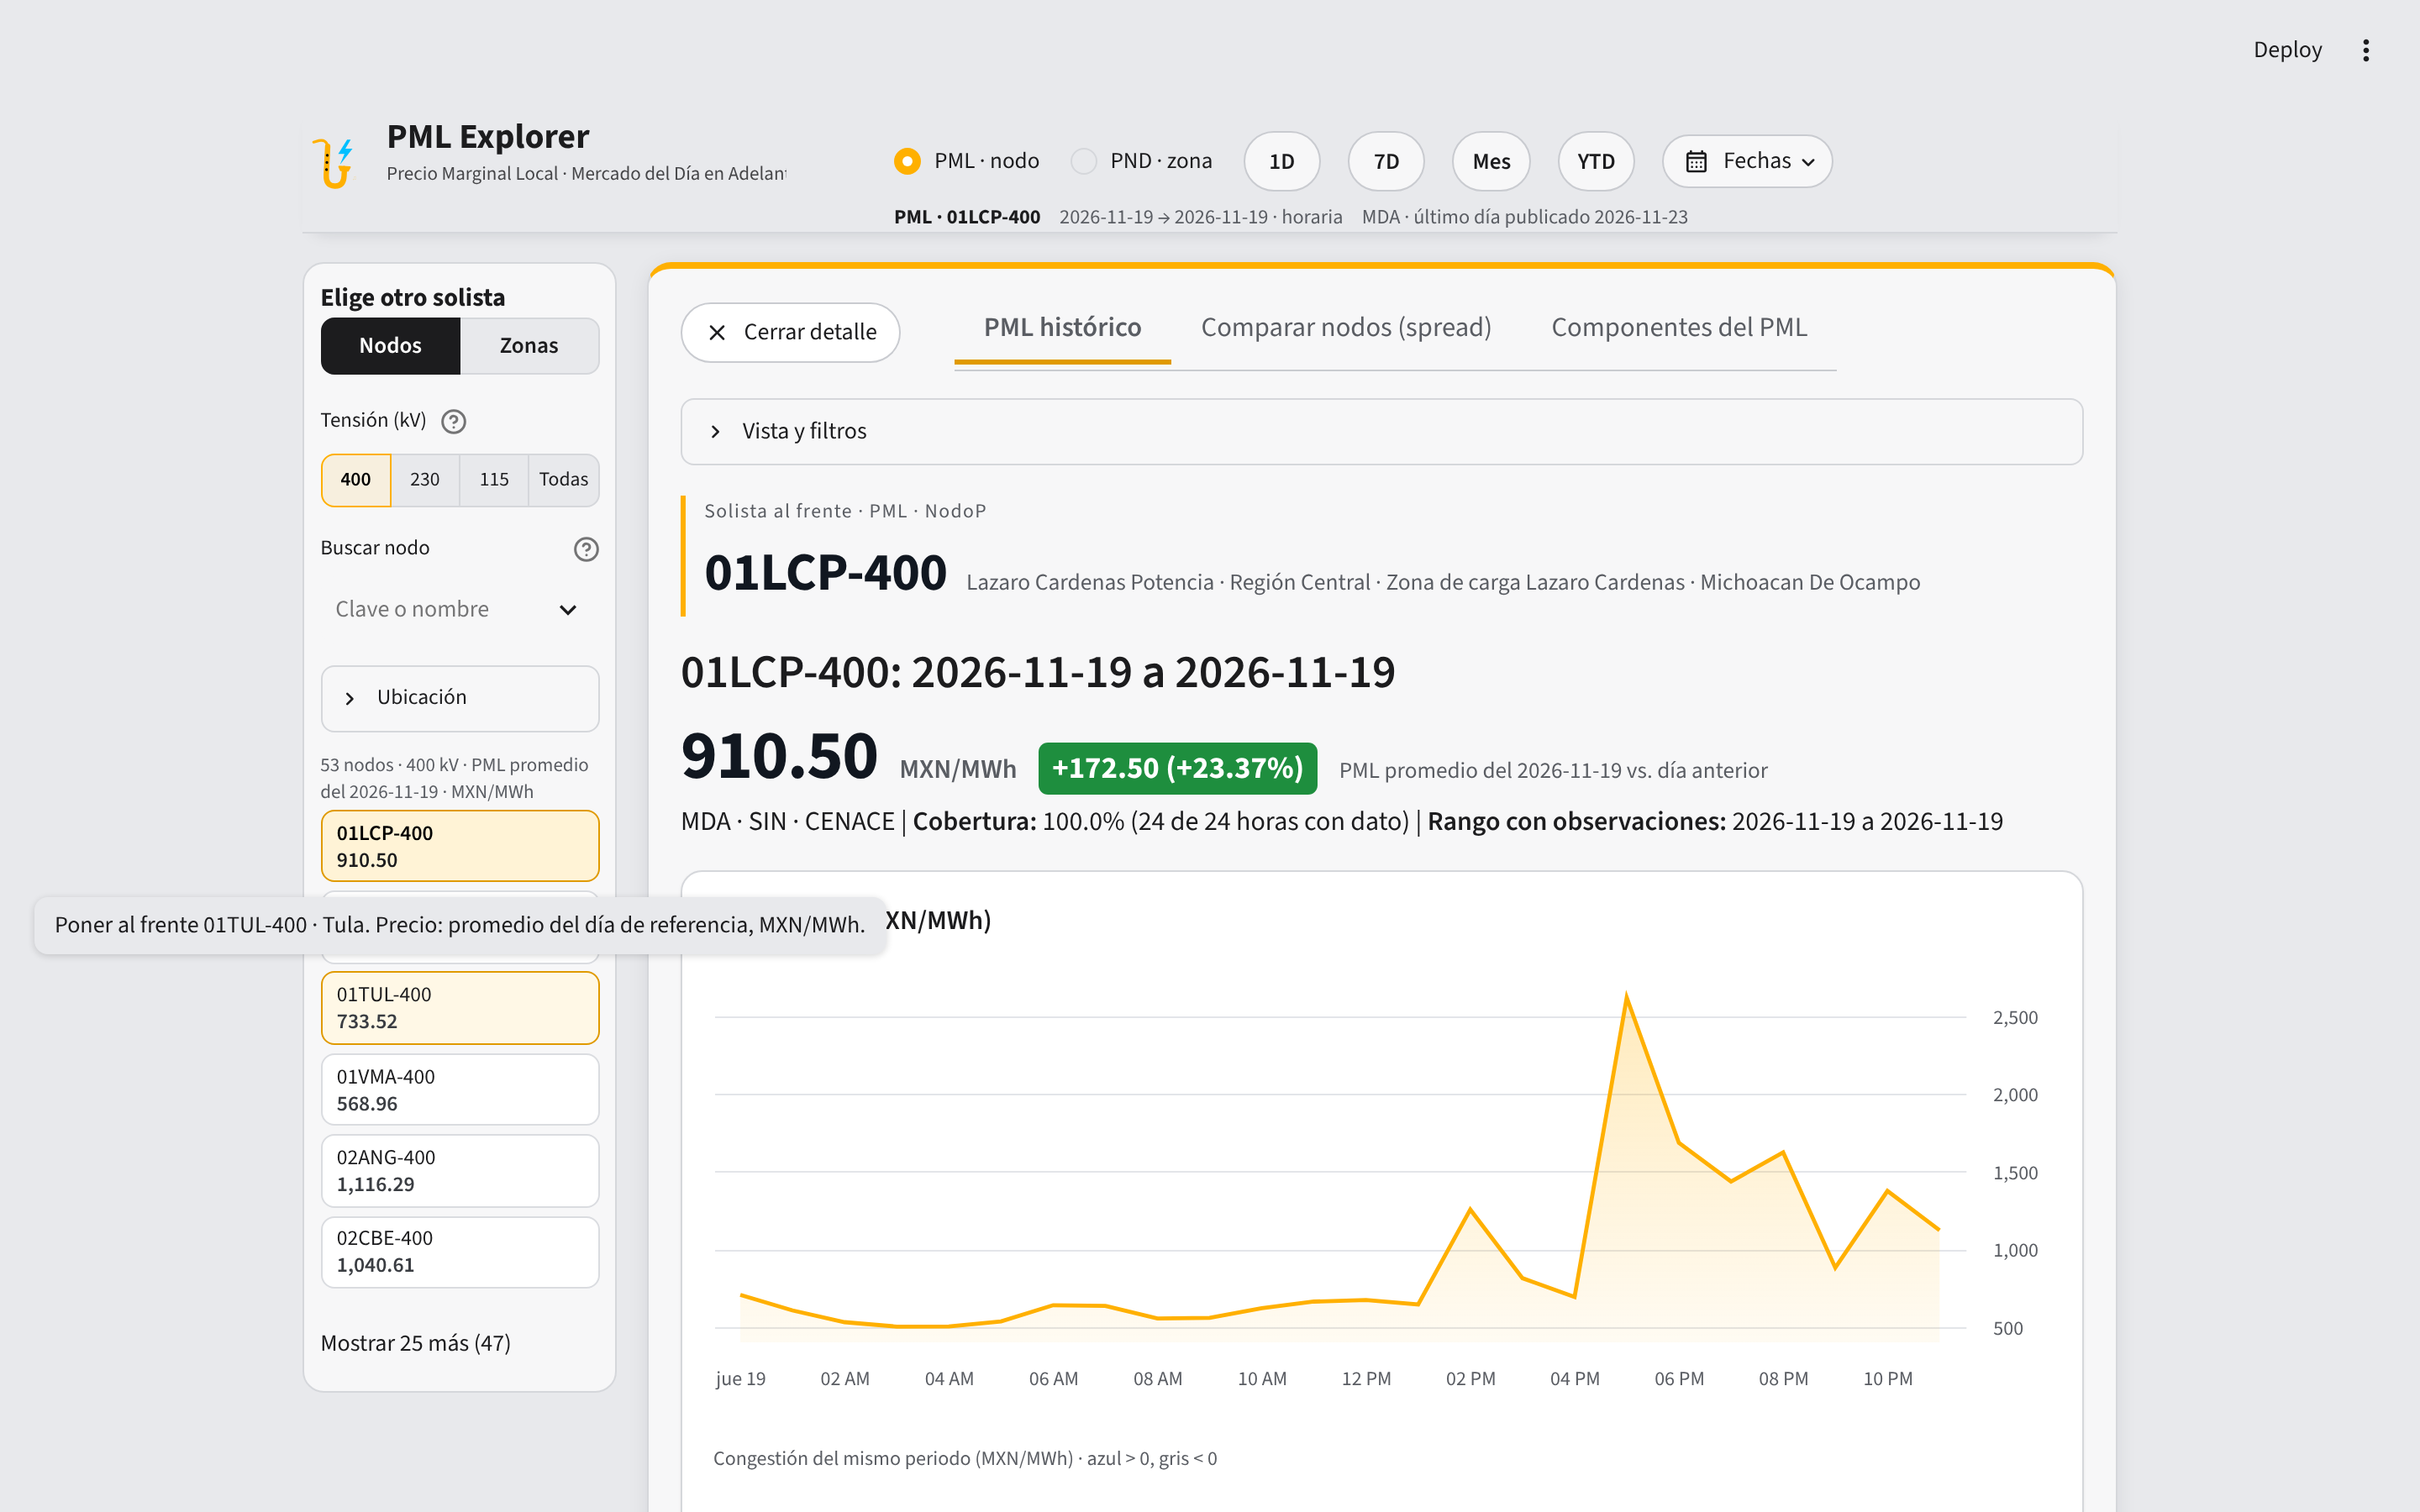 Deploy
PML Explorer
Precio Marginal Local · Mercado del Día en
PML · nodo
PND · zona
1D
7D
Mes
YTD
Fechas
PML · 01LCP-400 2026-11-19 → 2026-11-19 · horaria MDA · último día publicado 2026-11-23
Elige otro solista
Nodos
Zonas
Tensión (kV)
400
230
115
Todas
Buscar nodo
Clave o nombre
Ubicación
53 nodos · 400 kV · PML promedio
del 2026-11-19 · MXN/MWh
01LCP-400
910.50
Poner al frente 01TUL-400 · Tula. Precio: promedio del día de referencia, MXN/MWh.
01TUL-400
733.52
01VMA-400
568.96
02ANG-400
1,116.29
02CBE-400
1,040.61
Mostrar 25 más (47)
Cerrar detalle
PML histórico
Comparar nodos (spread)
Componentes del PML
Vista y filtros
Solista al frente · PML · NodoP
01LCP-400 Lazaro Cardenas Potencia · Región Central · Zona de carga Lazaro Cardenas · Michoacan De Ocampo
01LCP-400: 2026-11-19 a 2026-11-19
910.50 MXN/MWh +172.50 (+23.37%) PML promedio del 2026-11-19 vs. día anterior
MDA · SIN · CENACE | Cobertura: 100.0% (24 de 24 horas con dato) | Rango con observaciones: 2026-11-19 a 2026-11-19
XN/MWh)
2,500
2,000
1,500
1,000
500
jue 19
02 AM
04 AM
06 AM
08 AM
10 AM
12 PM
02 PM
04 PM
06 PM
08 PM
10 PM
Congestión del mismo periodo (MXN/MWh) · azul > 0, gris < 0